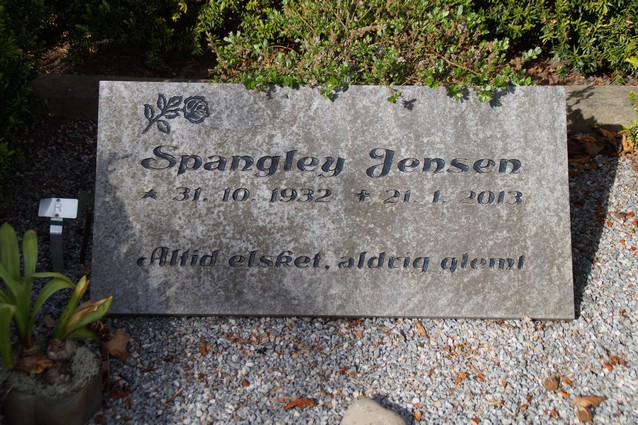 Spangley Jensen
★ 31. 10. 1932 ✝ 21. 1. 2013
Altid elsket, aldrig glemt